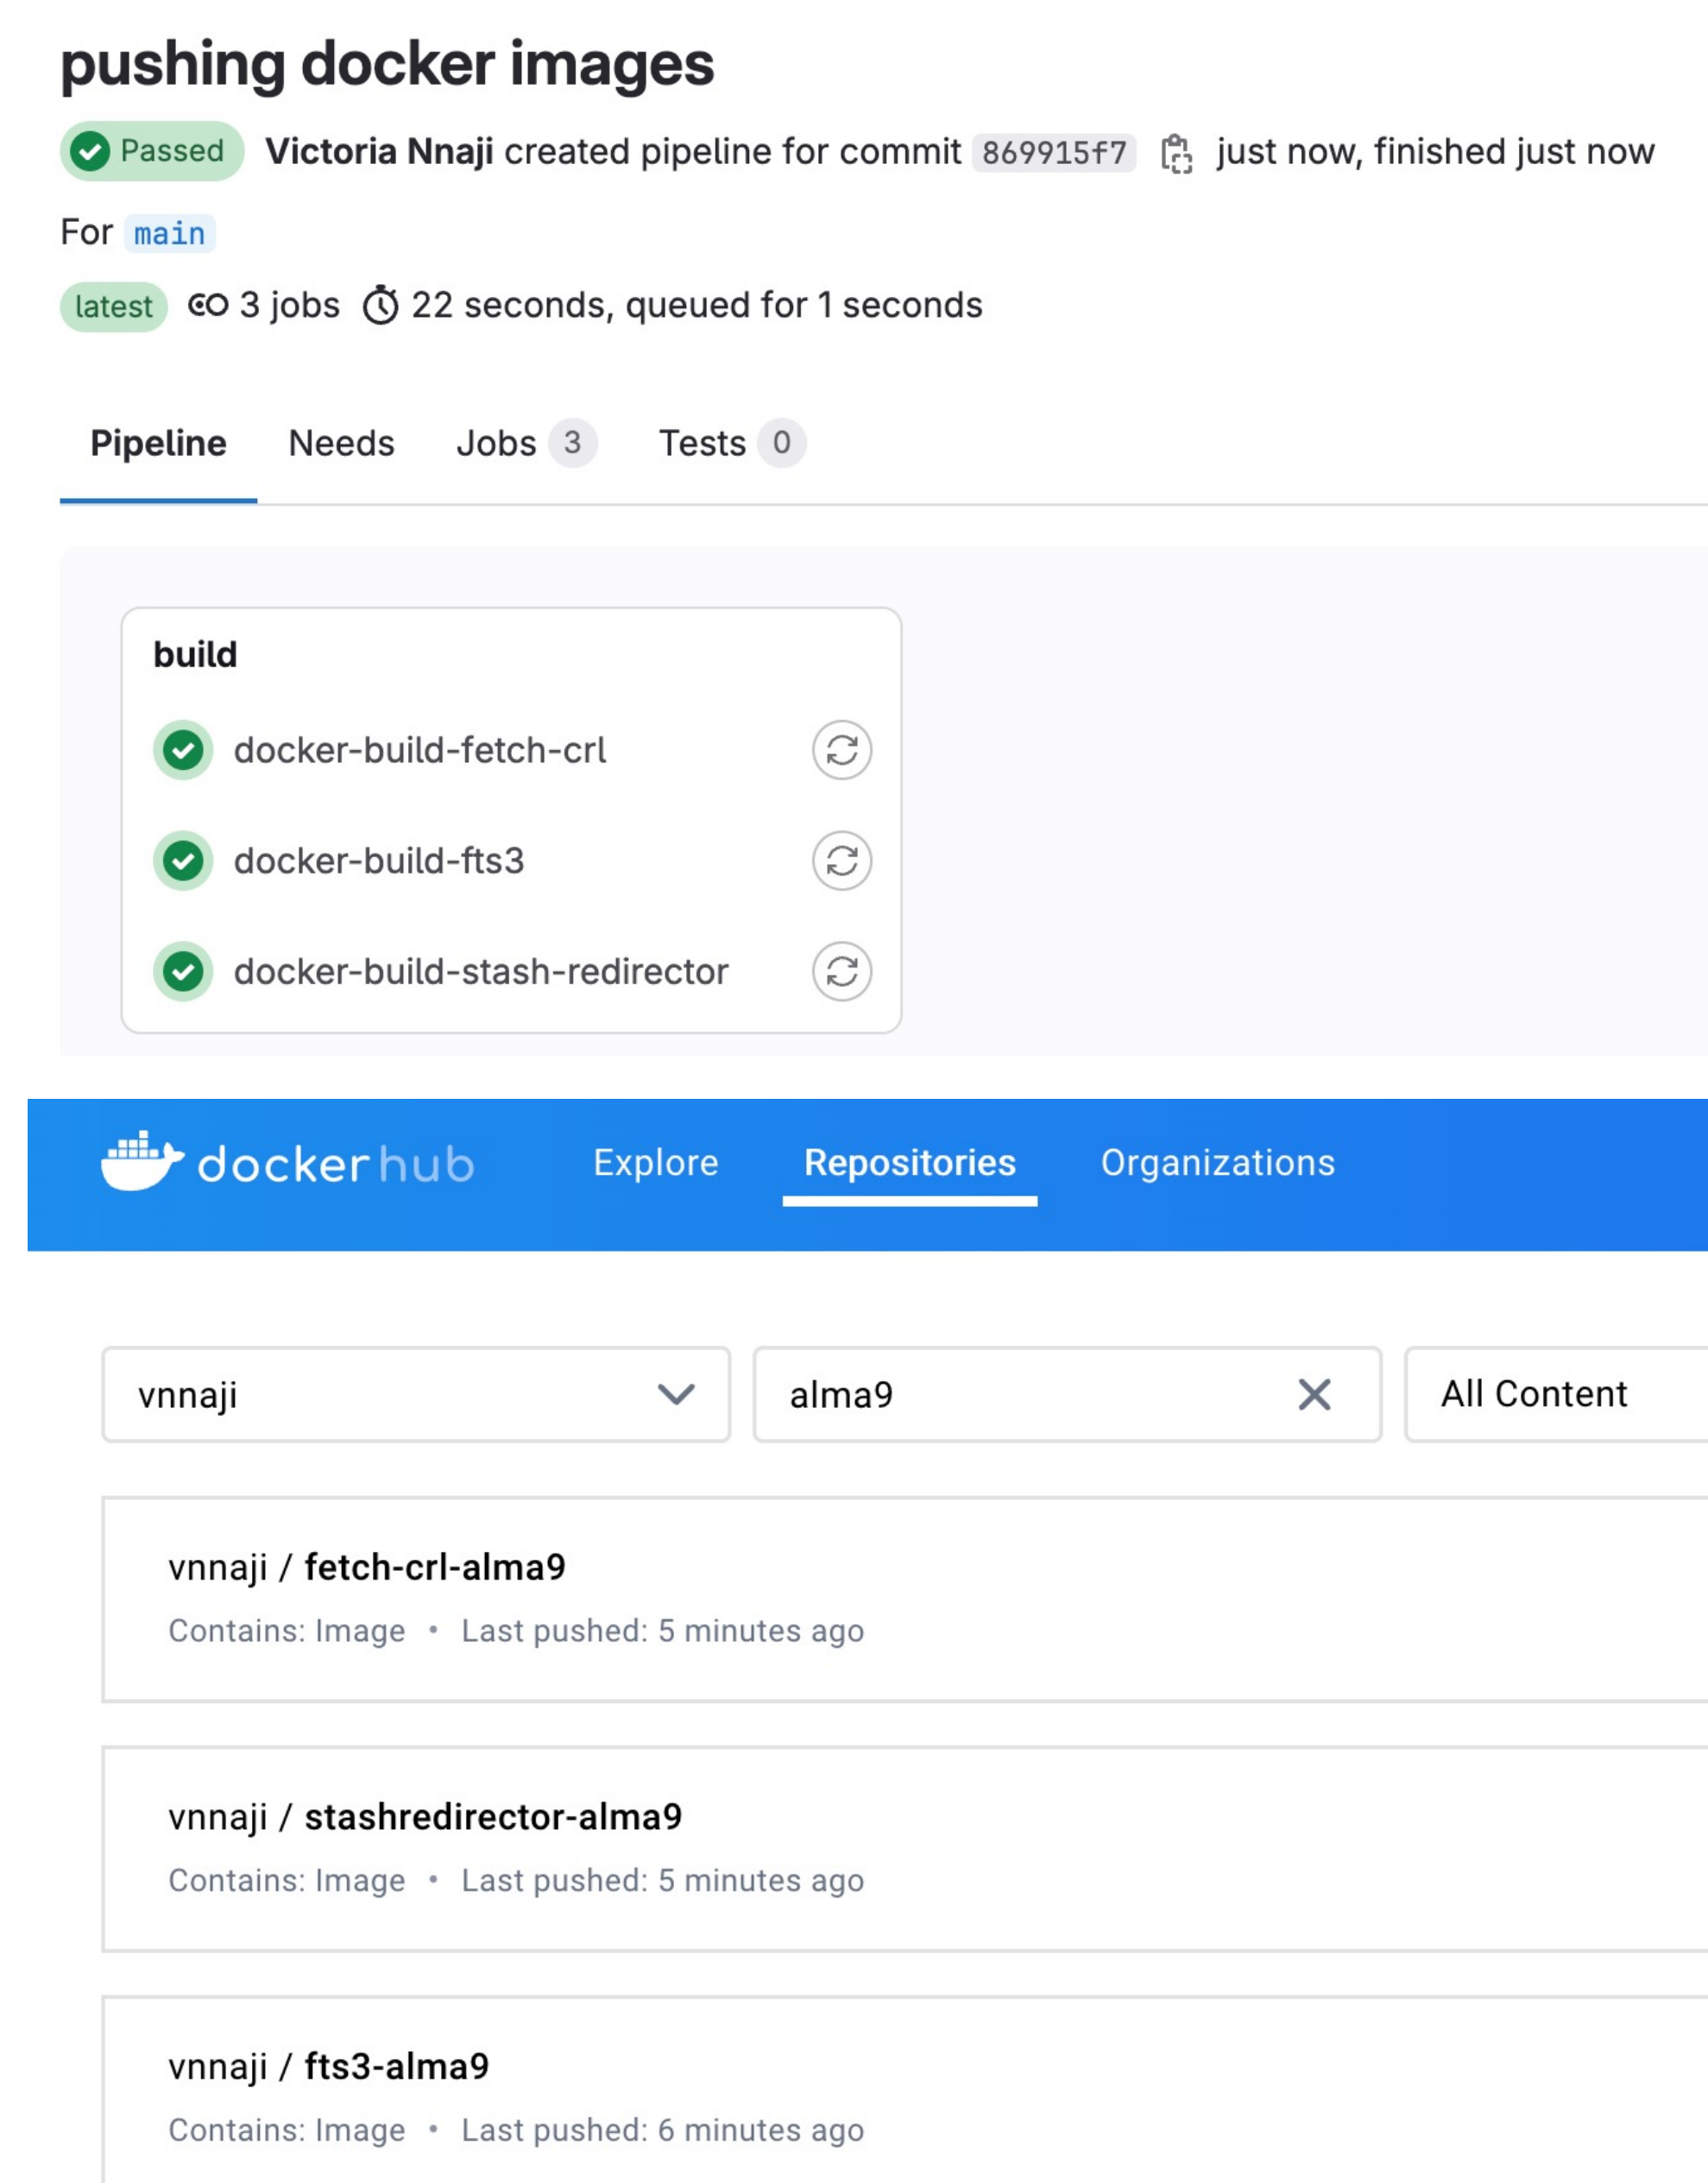 pushing docker images
Passed Victoria Nnaji created pipeline for commit 869915f7 just now, finished just now
For main
latest 3 jobs 22 seconds, queued for 1 seconds
Pipeline Needs Jobs 3 Tests 0
build
docker-build-fetch-crl
docker-build-fts3
docker-build-stash-redirector
dockerhub Explore Repositories Organizations
vnnaji alma9 All Content
vnnaji / fetch-crl-alma9
Contains: Image • Last pushed: 5 minutes ago
vnnaji / stashredirector-alma9
Contains: Image • Last pushed: 5 minutes ago
vnnaji / fts3-alma9
Contains: Image • Last pushed: 6 minutes ago